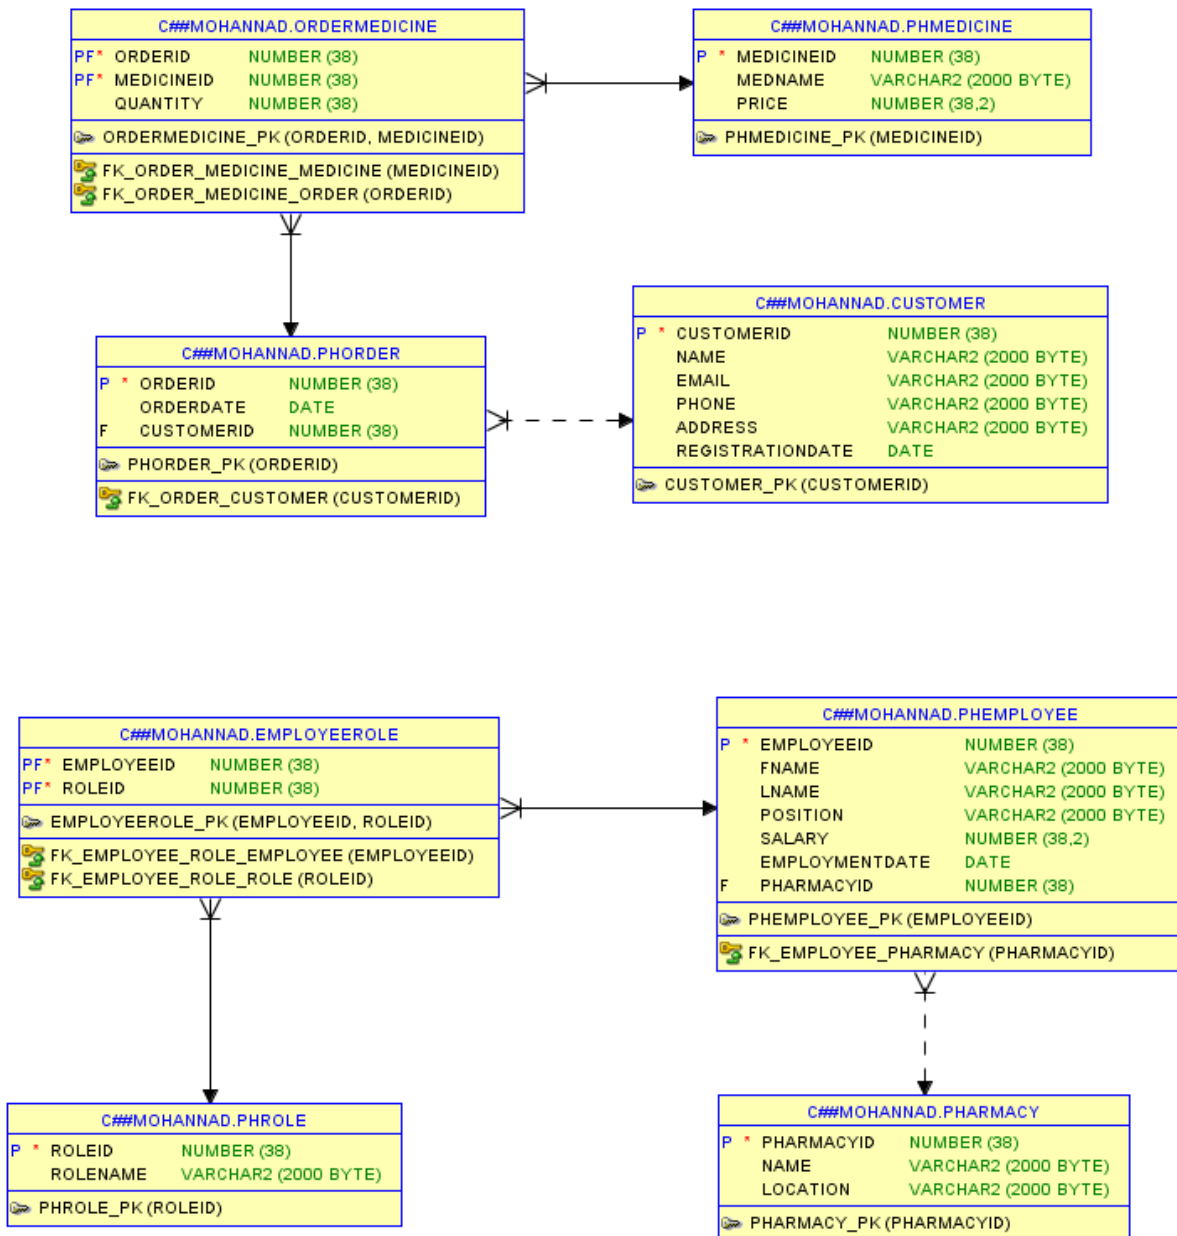 C##MOHANNAD.ORDERMEDICINE
PF* ORDERID NUMBER (38)
PF* MEDICINEID NUMBER (38)
QUANTITY NUMBER (38)
ORDERMEDICINE_PK (ORDERID, MEDICINEID)
FK_ORDER_MEDICINE_MEDICINE (MEDICINEID)
FK_ORDER_MEDICINE_ORDER (ORDERID)
C##MOHANNAD.PHMEDICINE
P * MEDICINEID NUMBER (38)
MEDNAME VARCHAR2 (2000 BYTE)
PRICE NUMBER (38,2)
PHMEDICINE_PK (MEDICINEID)
C##MOHANNAD.PHORDER
P * ORDERID NUMBER (38)
ORDERDATE DATE
F CUSTOMERID NUMBER (38)
PHORDER_PK (ORDERID)
FK_ORDER_CUSTOMER (CUSTOMERID)
C##MOHANNAD.CUSTOMER
P * CUSTOMERID NUMBER (38)
NAME VARCHAR2 (2000 BYTE)
EMAIL VARCHAR2 (2000 BYTE)
PHONE VARCHAR2 (2000 BYTE)
ADDRESS VARCHAR2 (2000 BYTE)
REGISTRATIONDATE DATE
CUSTOMER_PK (CUSTOMERID)
C##MOHANNAD.EMPLOYEEROLE
PF* EMPLOYEEID NUMBER (38)
PF* ROLEID NUMBER (38)
EMPLOYEEROLE_PK (EMPLOYEEID, ROLEID)
FK_EMPLOYEE_ROLE_EMPLOYEE (EMPLOYEEID)
FK_EMPLOYEE_ROLE_ROLE (ROLEID)
C##MOHANNAD.PHEMPLOYEE
P * EMPLOYEEID NUMBER (38)
FNAME VARCHAR2 (2000 BYTE)
LNAME VARCHAR2 (2000 BYTE)
POSITION VARCHAR2 (2000 BYTE)
SALARY NUMBER (38,2)
EMPLOYMENTDATE DATE
F PHARMACYID NUMBER (38)
PHEMPLOYEE_PK (EMPLOYEEID)
FK_EMPLOYEE_PHARMACY (PHARMACYID)
C##MOHANNAD.PHROLE
P * ROLEID NUMBER (38)
ROLENAME VARCHAR2 (2000 BYTE)
PHROLE_PK (ROLEID)
C##MOHANNAD.PHARMACY
P * PHARMACYID NUMBER (38)
NAME VARCHAR2 (2000 BYTE)
LOCATION VARCHAR2 (2000 BYTE)
PHARMACY_PK (PHARMACYID)